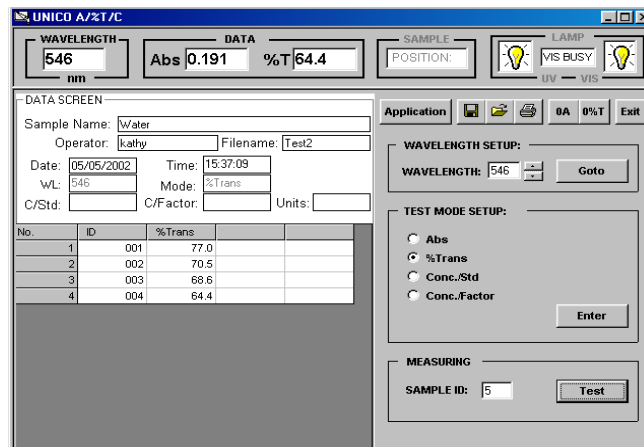 UNICO A/%T/C
WAVELENGTH DATA SAMPLE LAMP
546 Abs 0.191 %T 64.4 POSITION: VIS BUSY
nm UV VIS
DATA SCREEN
Sample Name: Water
Operator: kathy Filename: Test2
Date: 05/05/2002 Time: 15:37:09
WL: 546 Mode: %Trans
C/Std: C/Factor: Units:
No. ID %Trans
1 001 77.0
2 002 70.5
3 003 68.6
4 004 64.4
Application 0A 0%T Exit
WAVELENGTH SETUP:
WAVELENGTH: 546 Goto
TEST MODE SETUP:
Abs
%Trans
Conc./Std
Conc./Factor
Enter
MEASURING
SAMPLE ID: 5 Test